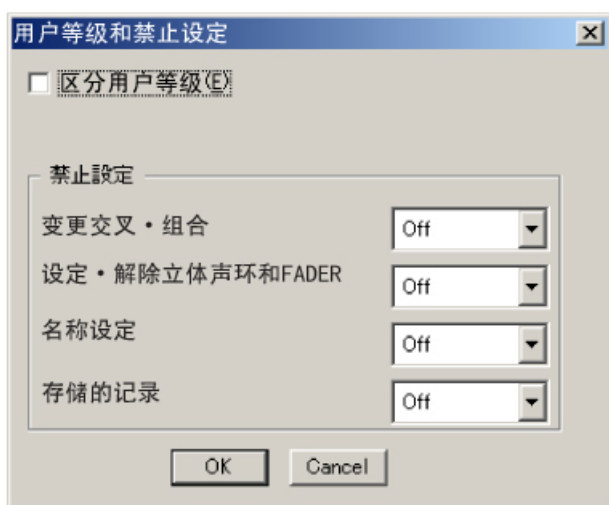 用户等级和禁止设定
区分用户等级(E)
禁止設定
变更交叉・组合 Off
设定・解除立体声环和FADER Off
名称设定 Off
存储的记录 Off
OK Cancel